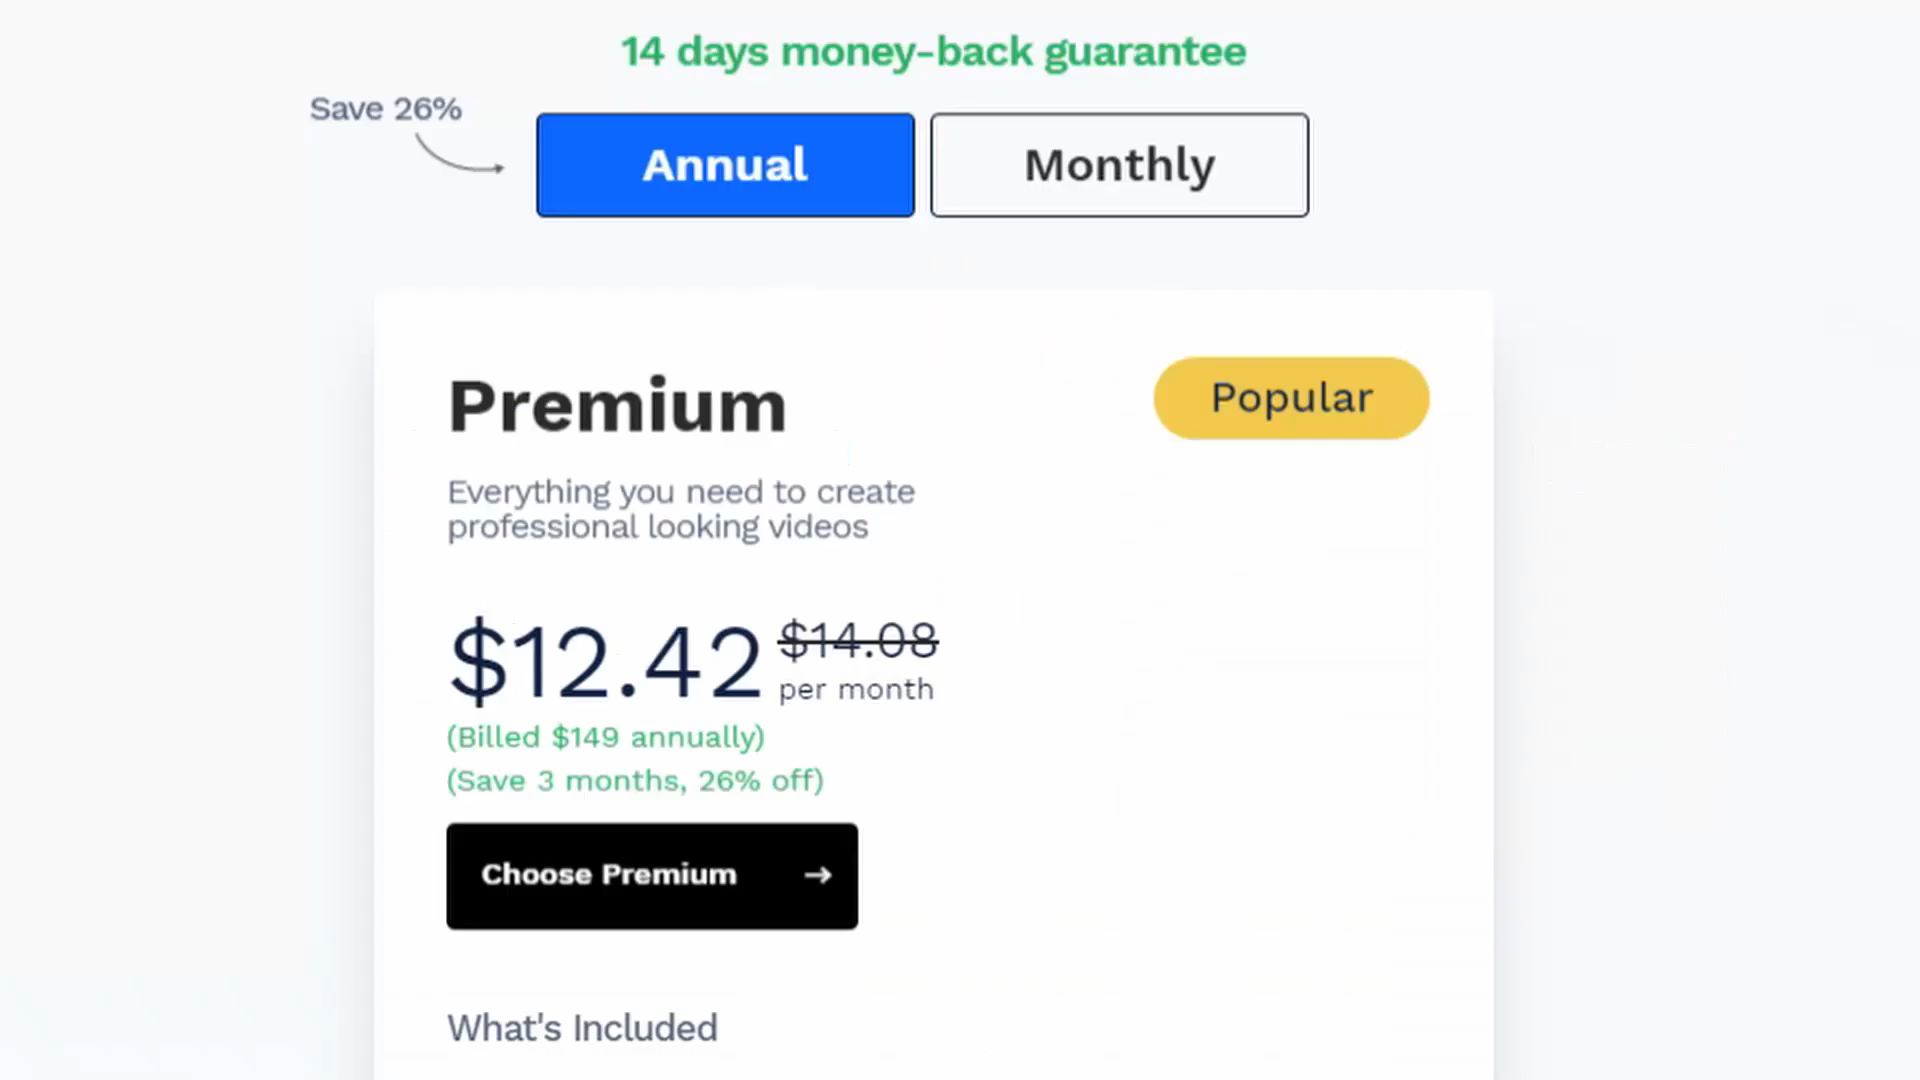 14 days money-back guarantee
Save 26%
Annual
Monthly
Premium
Popular
Everything you need to create
professional looking videos
$12.42
$14.08
per month
(Billed $149 annually)
(Save 3 months, 26% off)
Choose Premium →
What's Included